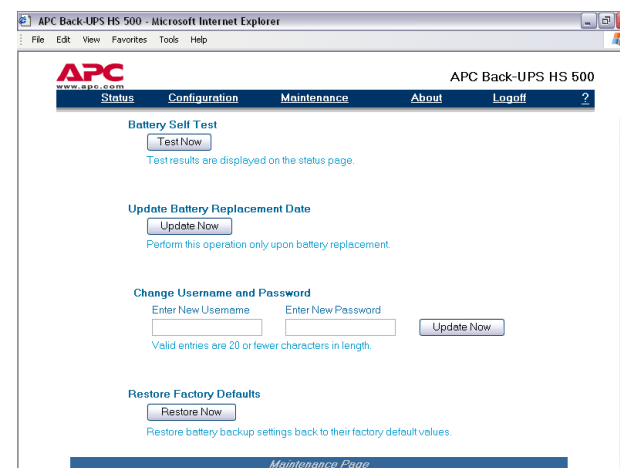 APC Back-UPS HS 500 - Microsoft Internet Explorer
File Edit View Favorites Tools Help
APC
www.apc.com
APC Back-UPS HS 500
Status Configuration Maintenance About Logoff ?
Battery Self Test
Test Now
Test results are displayed on the status page.
Update Battery Replacement Date
Update Now
Perform this operation only upon battery replacement.
Change Username and Password
Enter New Username Enter New Password
Update Now
Valid entries are 20 or fewer characters in length.
Restore Factory Defaults
Restore Now
Restore battery backup settings back to their factory default values.
Maintenance Page